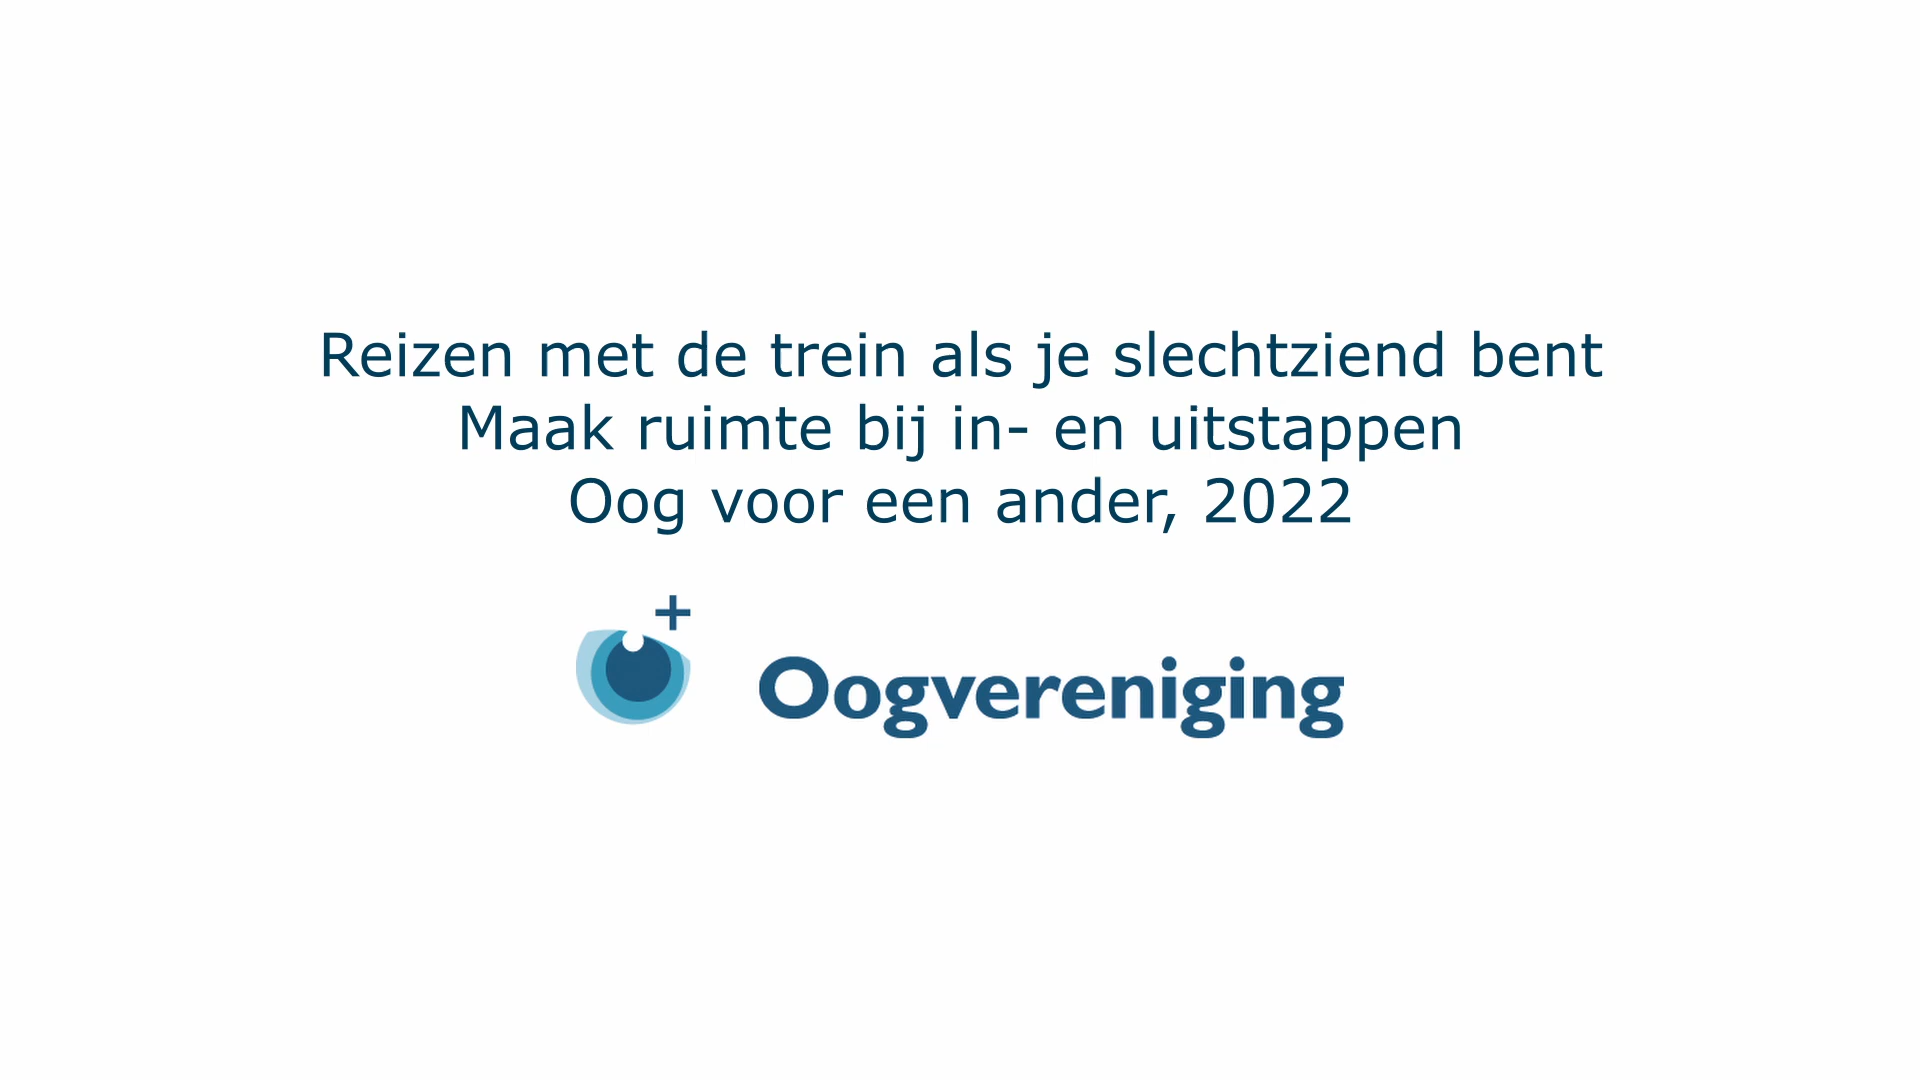 Reizen met de trein als je slechtziend bent
Maak ruimte bij in- en uitstappen
Oog voor een ander, 2022
Oogvereniging